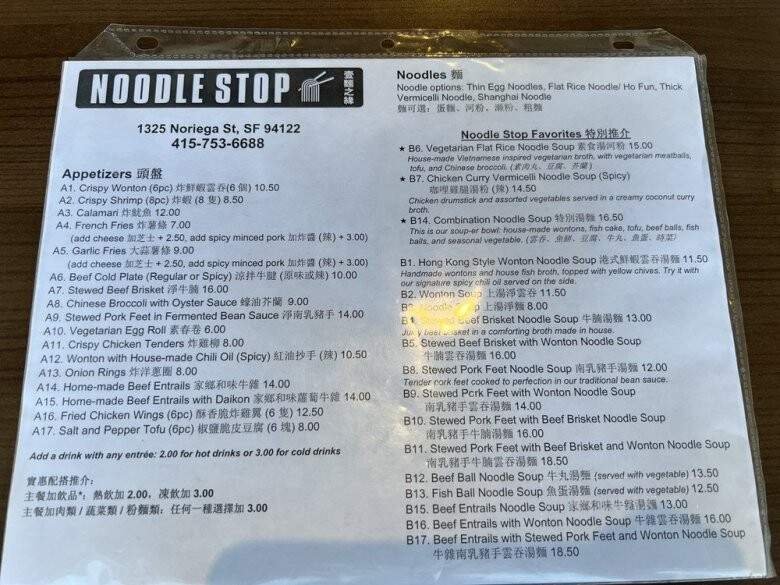 NOODLE STOP
壹麵之緣
1325 Noriega St, SF 94122
415-753-6688
Appetizers 頭盤
A1. Crispy Wonton (6pc) 炸鮮蝦雲吞(6 個) 10.50
A2. Crispy Shrimp (8pc) 炸蝦 (8 隻) 8.50
A3. Calamari 炸魷魚 12.00
A4. French Fries 炸薯條 7.00
(add cheese 加芝士 + 2.50, add spicy minced pork 加炸醬 (辣) + 3.00)
A5. Garlic Fries 大蒜薯條 9.00
(add cheese 加芝士 + 2.50, add spicy minced pork 加炸醬 (辣) + 3.00)
A6. Beef Cold Plate (Regular or Spicy) 涼拌牛腱 (原味或辣) 10.00
A7. Stewed Beef Brisket 淨牛腩 16.00
A8. Chinese Broccoli with Oyster Sauce 蠔油芥蘭 9.00
A9. Stewed Pork Feet in Fermented Bean Sauce 淨南乳豬手 14.00
A10. Vegetarian Egg Roll 素春卷 6.00
A11. Crispy Chicken Tenders 炸雞柳 8.00
A12. Wonton with House-made Chili Oil (Spicy) 紅油抄手 (辣) 10.50
A13. Onion Rings 炸洋蔥圈 8.00
A14. Home-made Beef Entrails 家鄉和味牛雜 14.00
A15. Home-made Beef Entrails with Daikon 家鄉和味蘿蔔牛雜 14.00
A16. Fried Chicken Wings (6pc) 酥香脆炸雞翼 (6 隻) 12.50
A17. Salt and Pepper Tofu (6pc) 椒鹽脆皮豆腐 (6 塊) 8.00
Add a drink with any entrée: 2.00 for hot drinks or 3.00 for cold drinks
實惠配搭推介:
主餐加飲品*: 熱飲加 2.00, 凍飲加 3.00
主餐加肉類 / 蔬菜類 / 粉麵類: 任何一種選擇加 3.00
Noodles 麵
Noodle options: Thin Egg Noodles, Flat Rice Noodle/ Ho Fun, Thick
Vermicelli Noodle, Shanghai Noodle
麵可選: 蛋麵、河粉、瀨粉、粗麵
Noodle Stop Favorites 特別推介
★ B6. Vegetarian Flat Rice Noodle Soup 素食湯河粉 15.00
House-made Vietnamese inspired vegetarian broth, with vegetarian meatballs,
tofu, and Chinese broccoli. (素肉丸、豆腐、芥蘭)
★ B7. Chicken Curry Vermicelli Noodle Soup (Spicy)
咖哩雞腿湯粉 (辣) 14.50
Chicken drumstick and assorted vegetables served in a creamy coconut curry
broth.
★ B14. Combination Noodle Soup 特別湯麵 16.50
This is our soup-er bowl: house-made wontons, fish cake, tofu, beef balls, fish
balls, and seasonal vegetable. (雲吞、魚餅、豆腐、牛丸、魚蛋、時菜)
B1. Hong Kong Style Wonton Noodle Soup 港式鮮蝦雲吞湯麵 11.50
Handmade wontons and house fish broth, topped with yellow chives. Try it with
our signature spicy chili oil served on the side.
B2. Wonton Soup 上湯淨雲吞 11.50
上湯淨麵 8.00
Beef Brisket Noodle Soup 牛腩湯麵 13.00
Juicy beef brisket in a comforting broth made in house.
B5. Stewed Beef Brisket with Wonton Noodle Soup
牛腩雲吞湯麵 16.00
B8. Stewed Pork Feet Noodle Soup 南乳豬手湯麵 12.00
Tender pork feet cooked to perfection in our traditional bean sauce.
B9. Stewed Pork Feet with Wonton Noodle Soup
南乳豬手雲吞湯麵 14.00
B10. Stewed Pork Feet with Beef Brisket Noodle Soup
南乳豬手牛腩湯麵 16.00
B11. Stewed Pork Feet with Beef Brisket and Wonton Noodle Soup
南乳豬手牛腩雲吞湯麵 18.50
B12. Beef Ball Noodle Soup 牛丸湯麵 (served with vegetable) 13.50
B13. Fish Ball Noodle Soup 魚蛋湯麵 (served with vegetable) 12.50
B15. Beef Entrails Noodle Soup 家鄉和味牛雜湯麵 13.00
B16. Beef Entrails with Wonton Noodle Soup 牛雜雲吞湯麵 16.00
B17. Beef Entrails with Stewed Pork Feet and Wonton Noodle Soup
牛雜南乳豬手雲吞湯麵 18.50